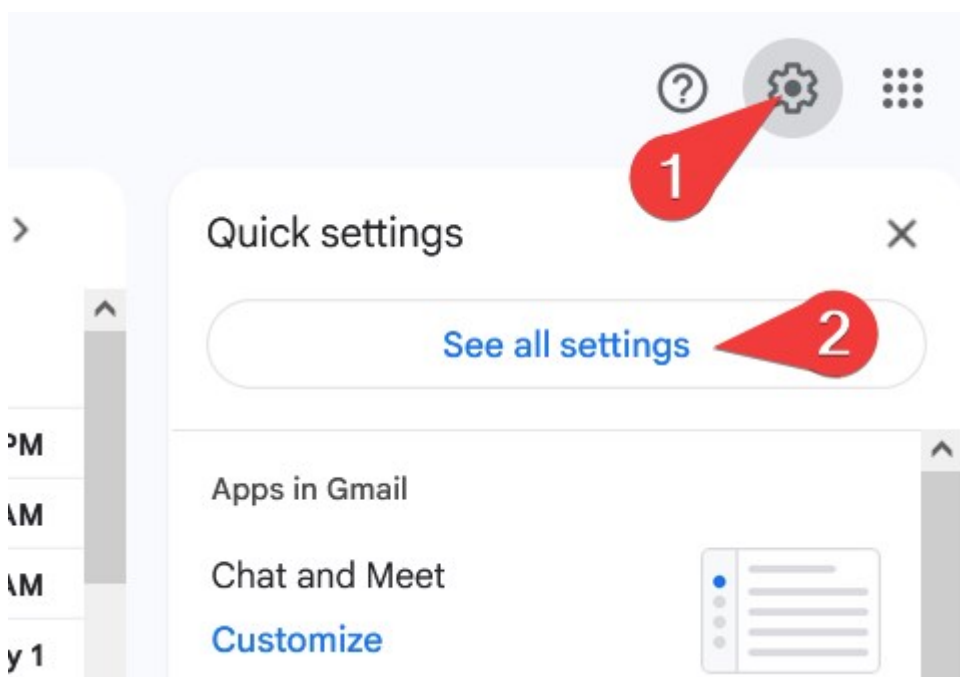 1
Quick settings
See all settings
2
PM
AM
Apps in Gmail
AM
Chat and Meet
Customize
y 1